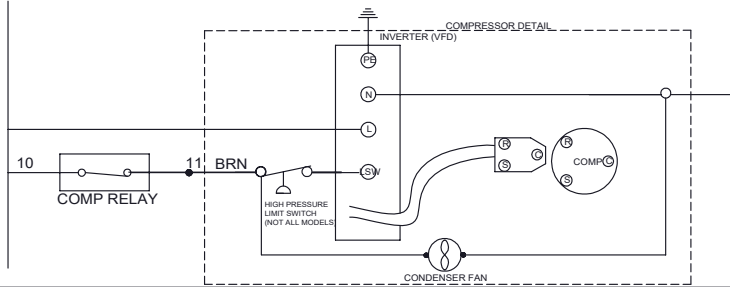 COMPRESSOR DETAIL
INVERTER (VFD)
PE
N
L
10
11 BRN
LSW
COMP RELAY
HIGH PRESSURE
LIMIT SWITCH
(NOT ALL MODELS)
R
C
S
R
COMP C
S
CONDENSER FAN